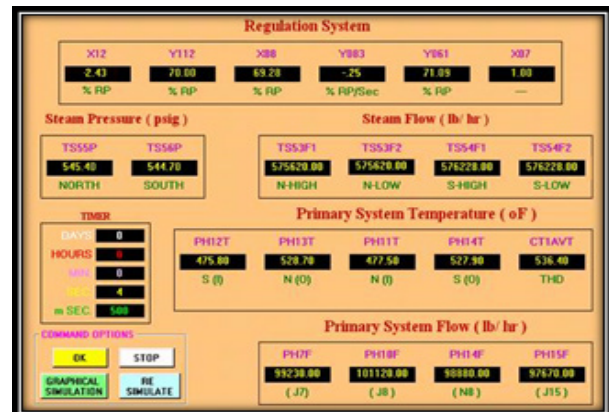 Regulation System
X12 Y112 X88 Y083 Y061 X07
-2.43 70.00 69.28 -.25 71.09 1.00
% RP % RP % RP % RP/Sec % RP ---
Steam Pressure ( psig )
TS55P TS56P
545.40 544.70
NORTH SOUTH
Steam Flow ( lb/ hr )
TS53F1 TS53F2 TS54F1 TS54F2
575620.00 575620.00 576228.00 576228.00
N-HIGH N-LOW S-HIGH S-LOW
TIMER
DAYS 0
HOURS 0
MIN 0
SEC 4
m SEC 500
Primary System Temperature ( oF )
PH12T PH13T PH11T PH14T CT1AVT
475.80 528.70 477.50 527.90 536.40
S (I) N (O) N (I) S (O) THD
COMMAND OPTIONS
OK STOP
GRAPHICAL SIMULATION RE SIMULATE
Primary System Flow ( lb/ hr )
PH7F PH10F PH14F PH15F
99238.00 101120.00 98880.00 97670.00
( J7 ) ( J8 ) ( N8 ) ( J15 )